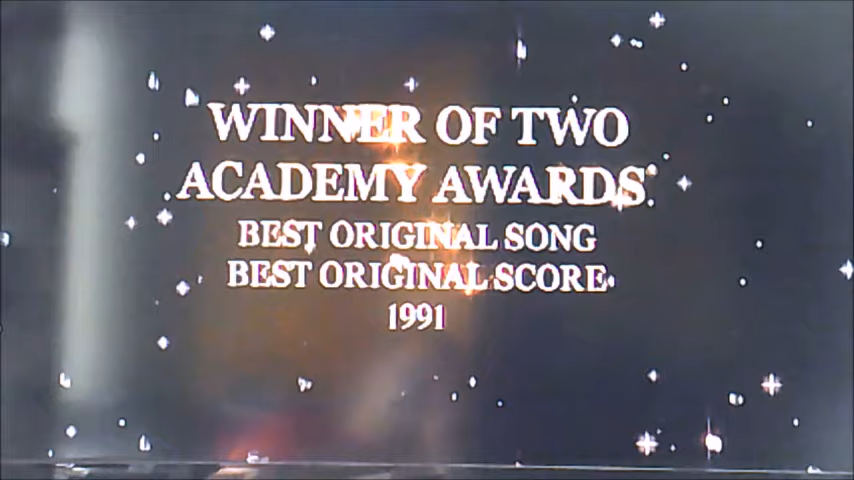 WINNER OF TWO
ACADEMY AWARDS.
BEST ORIGINAL SONG
BEST ORIGINAL SCORE
1991